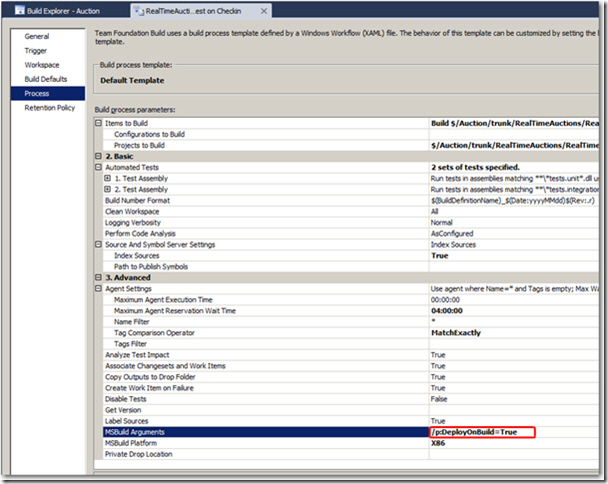 Build Explorer - Auction
RealTimeAucti...est on Checkin
General
Trigger
Workspace
Build Defaults
Process
Retention Policy
Team Foundation Build uses a build process template defined by a Windows Workflow (XAML) file. The behavior of this template can be customized by setting the
template.
Build process template:
Default Template
Build process parameters:
Items to Build Build $/Auction/trunk/RealTimeAuctions/Rea
Configurations to Build
Projects to Build $/Auction/trunk/RealTimeAuctions/RealTim
2. Basic
Automated Tests 2 sets of tests specified.
1. Test Assembly Run tests in assemblies matching **\*tests.unit*.dll u
2. Test Assembly Run tests in assemblies matching **\*tests.integration
Build Number Format $(BuildDefinitionName)_$(Date:yyyyMMdd)$(Rev:.r)
Clean Workspace All
Logging Verbosity Normal
Perform Code Analysis AsConfigured
Source And Symbol Server Settings Index Sources
Index Sources True
Path to Publish Symbols
3. Advanced
Agent Settings Use agent where Name=* and Tags is empty; Max Wa
Maximum Agent Execution Time 00:00:00
Maximum Agent Reservation Wait Time 04:00:00
Name Filter *
Tag Comparison Operator MatchExactly
Tags Filter
Analyze Test Impact True
Associate Changesets and Work Items True
Copy Outputs to Drop Folder True
Create Work Item on Failure True
Disable Tests False
Get Version
Label Sources True
MSBuild Arguments /p:DeployOnBuild=True
MSBuild Platform X86
Private Drop Location